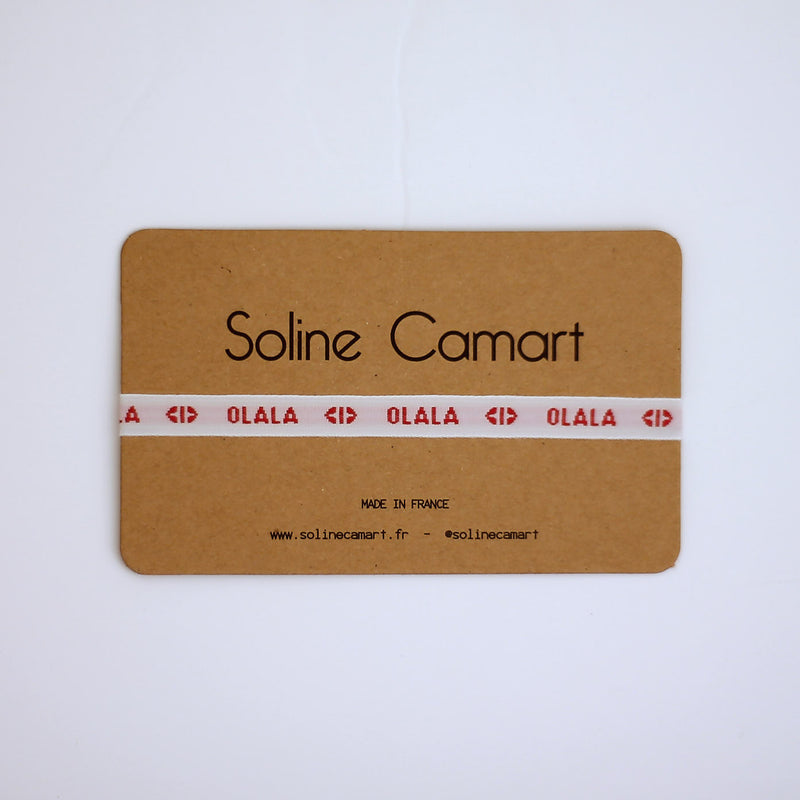 Soline Camart
LA <I> OLALA <I> OLALA <I> OLALA <I>
MADE IN FRANCE
www.solinecamart.fr - @solinecamart